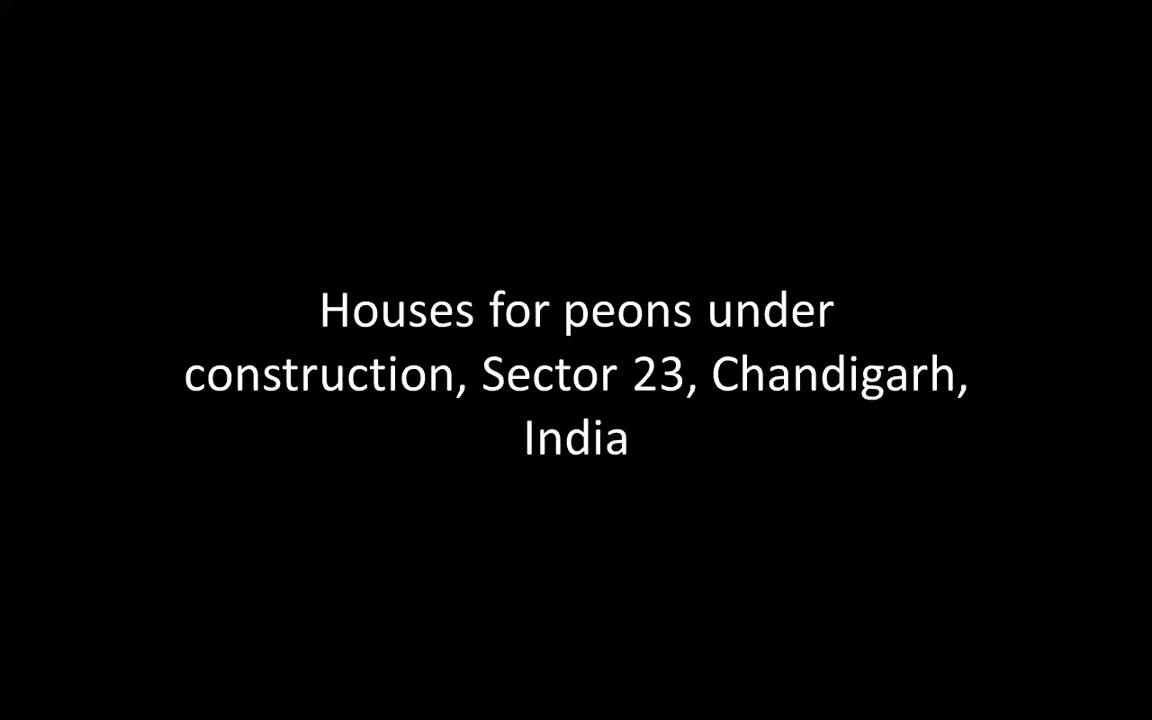 Houses for peons under
construction, Sector 23, Chandigarh,
India